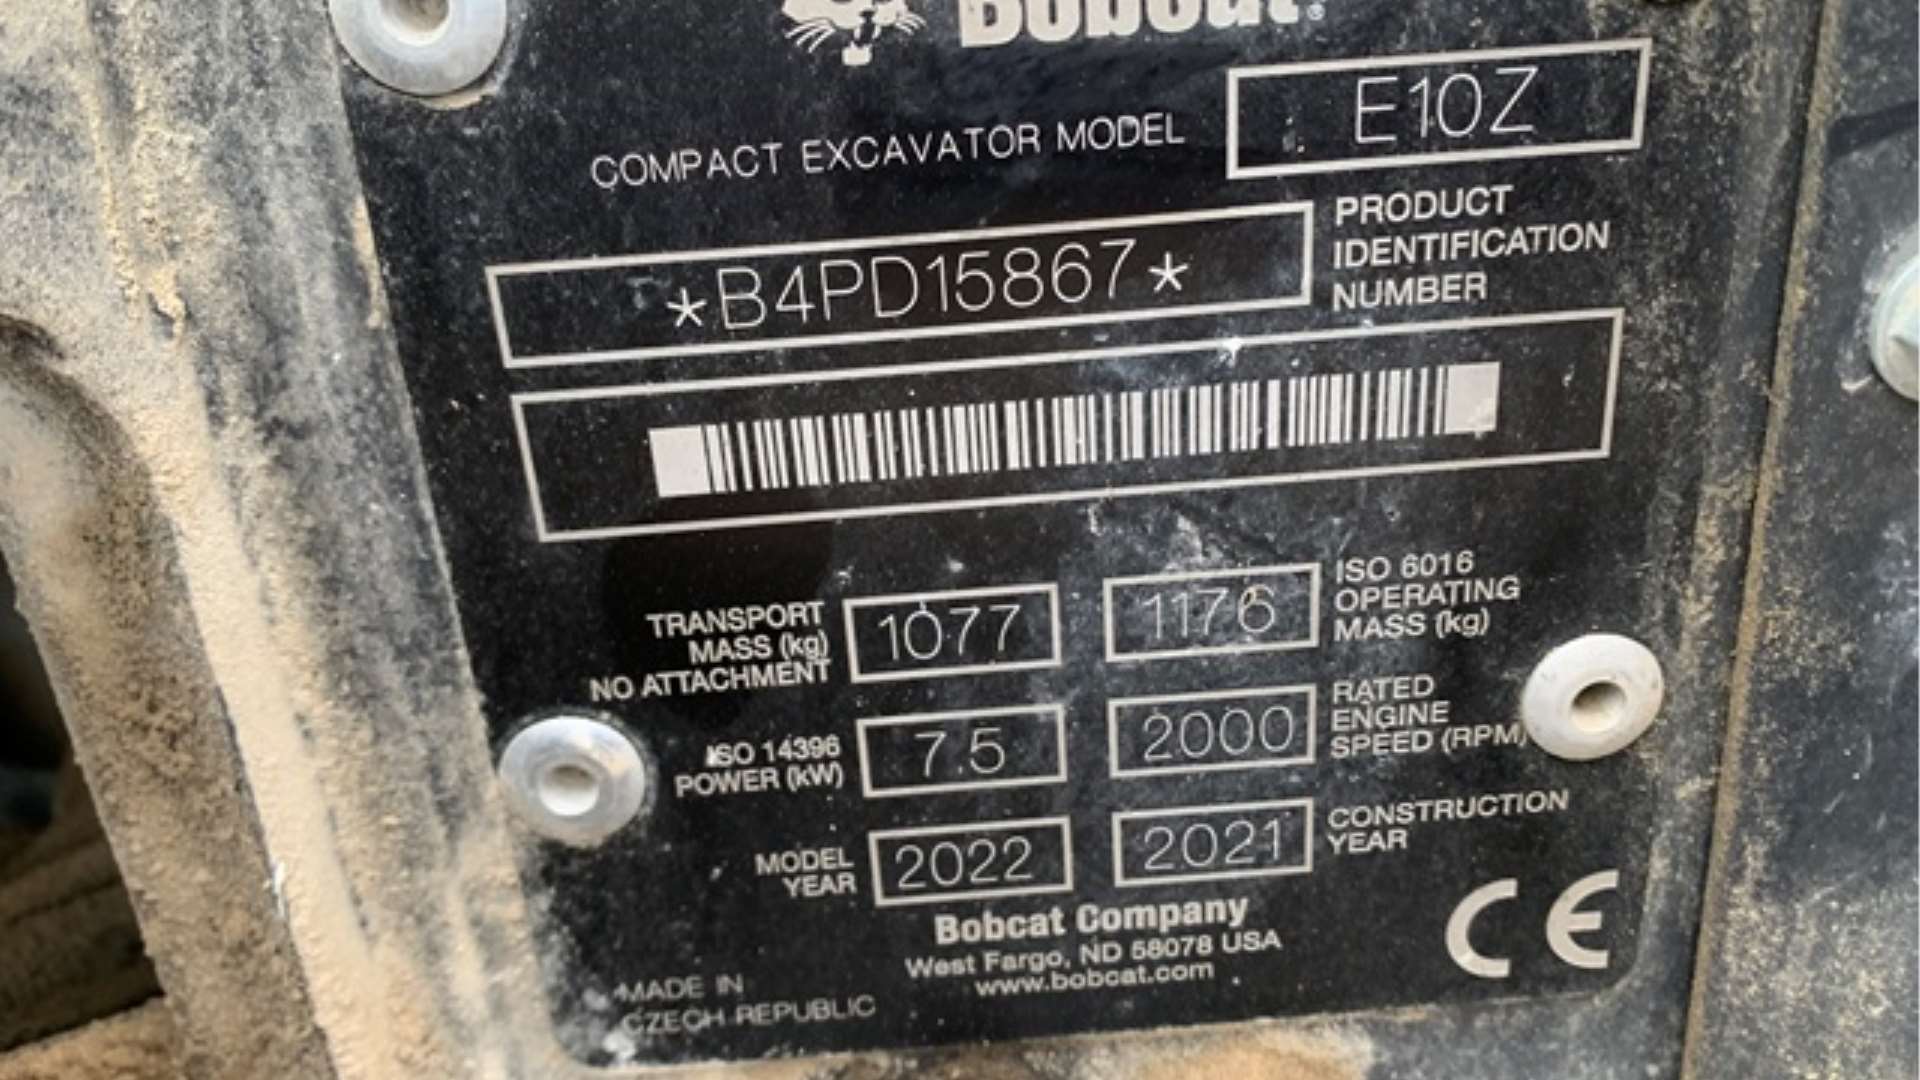 Bobcat®
COMPACT EXCAVATOR MODEL E10Z
*B4PD15867*
PRODUCT
IDENTIFICATION
NUMBER
TRANSPORT
MASS (kg)
NO ATTACHMENT
1077
1176
ISO 6016
OPERATING
MASS (kg)
ISO 14396
POWER (kW)
7.5
2000
RATED
ENGINE
SPEED (RPM)
MODEL
YEAR
2022
2021
CONSTRUCTION
YEAR
Bobcat Company
West Fargo, ND 58078 USA
www.bobcat.com
CE
MADE IN
CZECH REPUBLIC